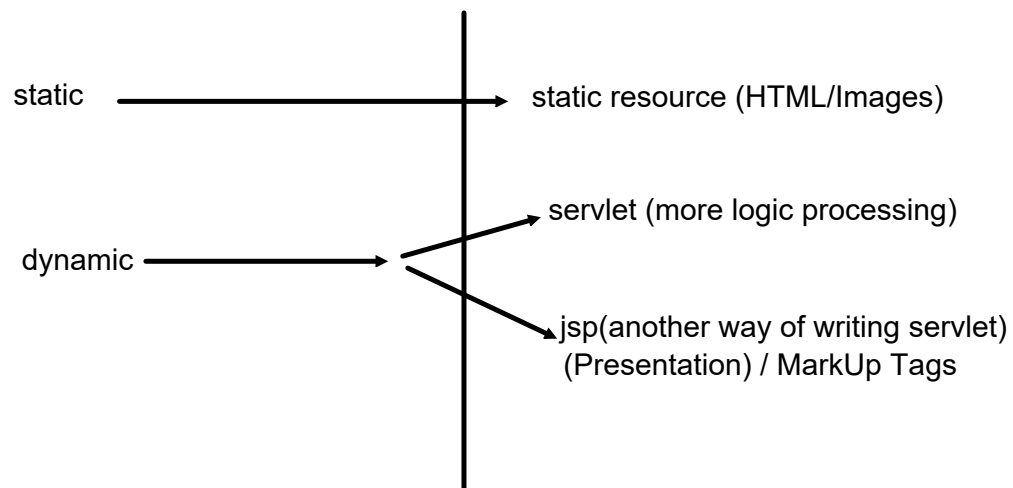 static
static resource (HTML/Images)
servlet (more logic processing)
dynamic
jsp(another way of writing servlet)
(Presentation) / MarkUp Tags